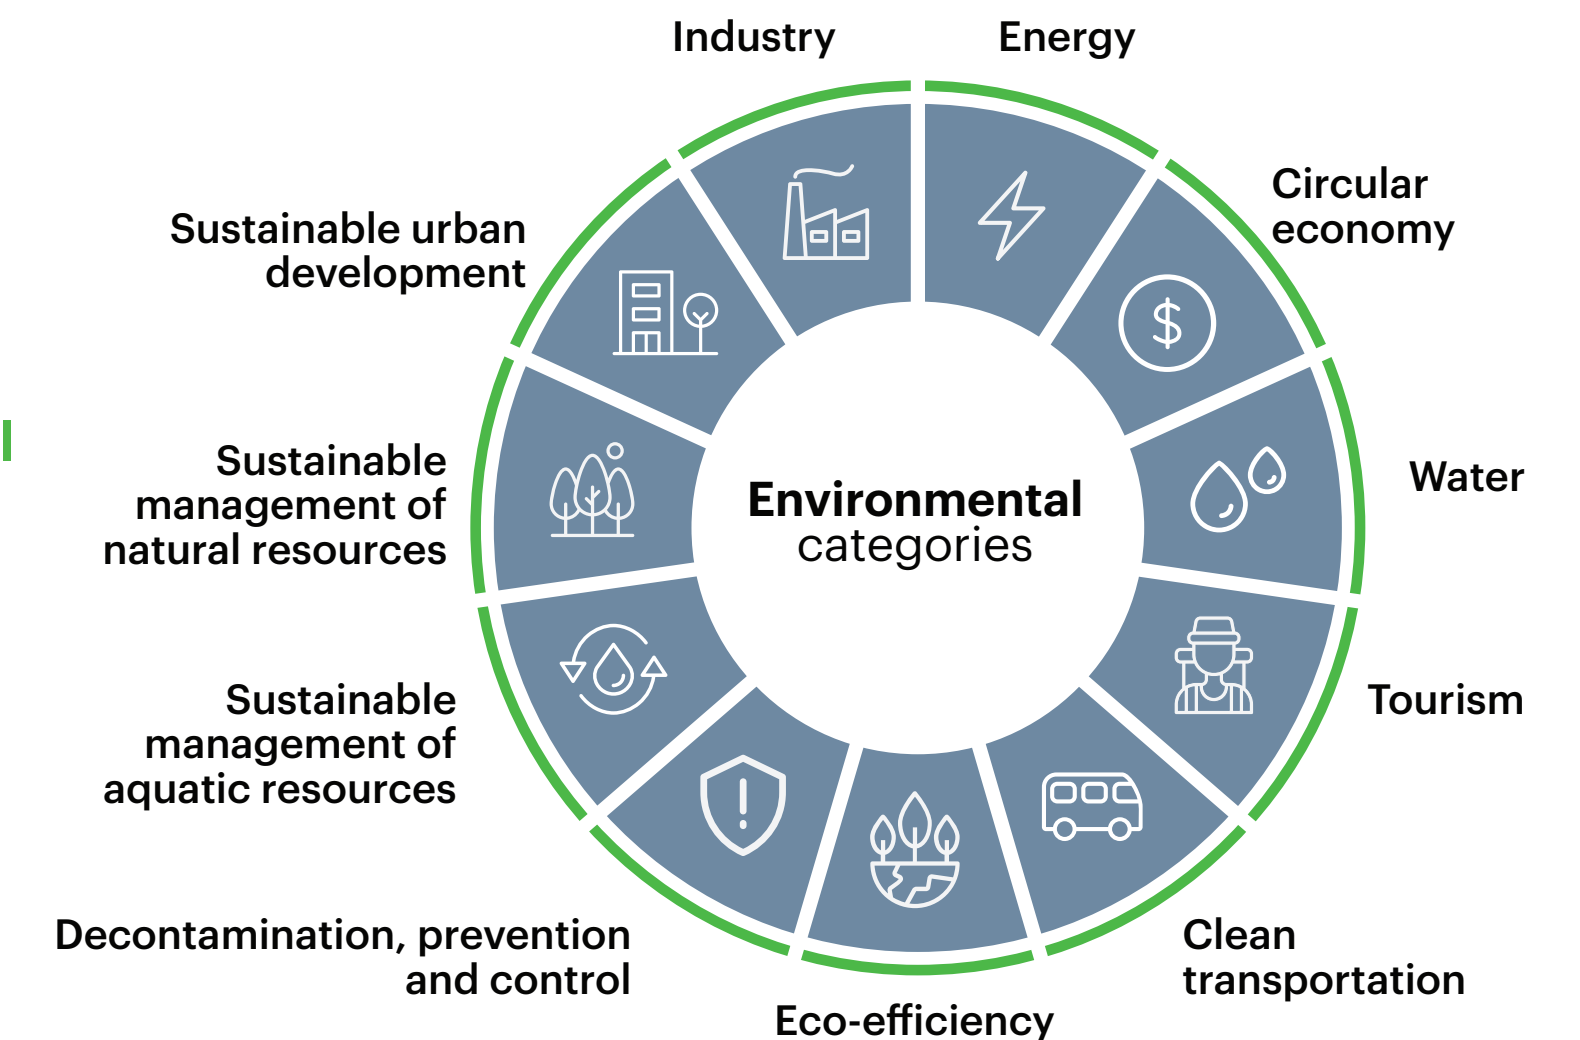 Industry
Energy
Circular
economy
Sustainable urban
development
Sustainable
management of
natural resources
Environmental
categories
Water
Sustainable
management of
aquatic resources
Tourism
Decontamination, prevention
and control
Clean
transportation
Eco-efficiency
$
!